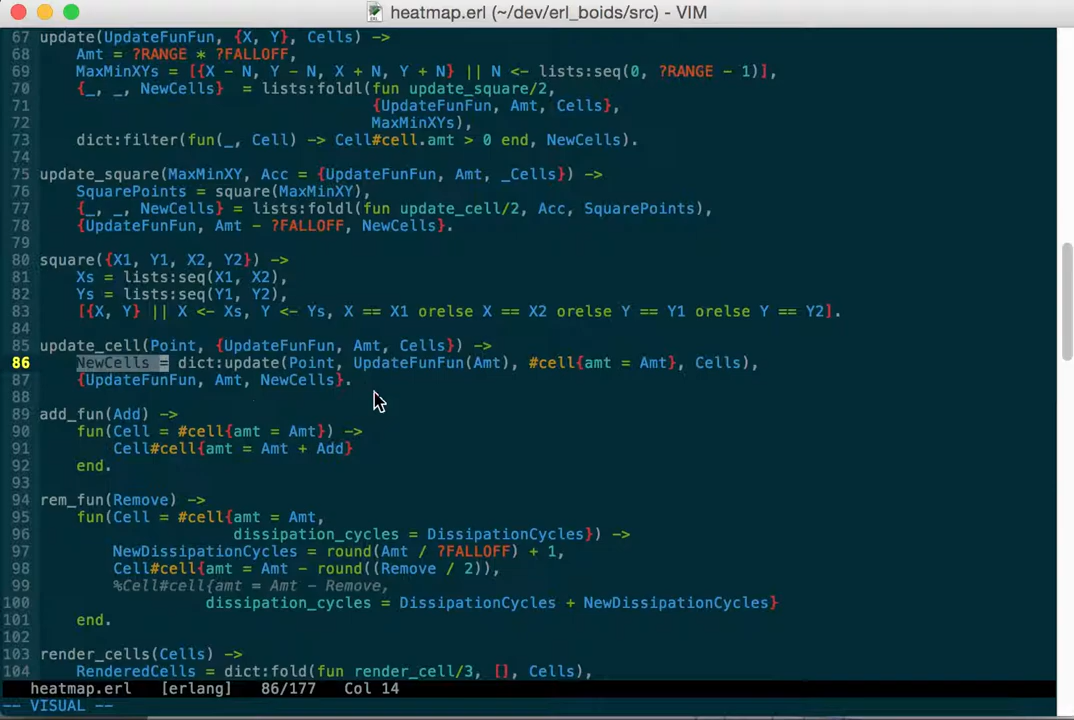 heatmap.erl (~/dev/erl_boids/src) - VIM
67 update(UpdateFunFun, {X, Y}, Cells) ->
68     Amt = ?RANGE * ?FALLOFF,
69     MaxMinXYs = [{X - N, Y - N, X + N, Y + N} || N <- lists:seq(0, ?RANGE - 1)],
70     {_, _, NewCells}  = lists:foldl(fun update_square/2,
71                                     {UpdateFunFun, Amt, Cells},
72                                     MaxMinXYs),
73     dict:filter(fun(_, Cell) -> Cell#cell.amt > 0 end, NewCells).
74
75 update_square(MaxMinXY, Acc = {UpdateFunFun, Amt, _Cells}) ->
76     SquarePoints = square(MaxMinXY),
77     {_, _, NewCells} = lists:foldl(fun update_cell/2, Acc, SquarePoints),
78     {UpdateFunFun, Amt - ?FALLOFF, NewCells}.
79
80 square({X1, Y1, X2, Y2}) ->
81     Xs = lists:seq(X1, X2),
82     Ys = lists:seq(Y1, Y2),
83     [{X, Y} || X <- Xs, Y <- Ys, X == X1 orelse X == X2 orelse Y == Y1 orelse Y == Y2].
84
85 update_cell(Point, {UpdateFunFun, Amt, Cells}) ->
86     NewCells = dict:update(Point, UpdateFunFun(Amt), #cell{amt = Amt}, Cells),
87     {UpdateFunFun, Amt, NewCells}.
88
89 add_fun(Add) ->
90     fun(Cell = #cell{amt = Amt}) ->
91         Cell#cell{amt = Amt + Add}
92     end.
93
94 rem_fun(Remove) ->
95     fun(Cell = #cell{amt = Amt,
96                      dissipation_cycles = DissipationCycles}) ->
97         NewDissipationCycles = round(Amt / ?FALLOFF) + 1,
98         Cell#cell{amt = Amt - round((Remove / 2)),
99         %Cell#cell{amt = Amt - Remove,
100                   dissipation_cycles = DissipationCycles + NewDissipationCycles}
101     end.
102
103 render_cells(Cells) ->
104     RenderedCells = dict:fold(fun render_cell/3, [], Cells),
heatmap.erl   [erlang]   86/177   Col 14
-- VISUAL --